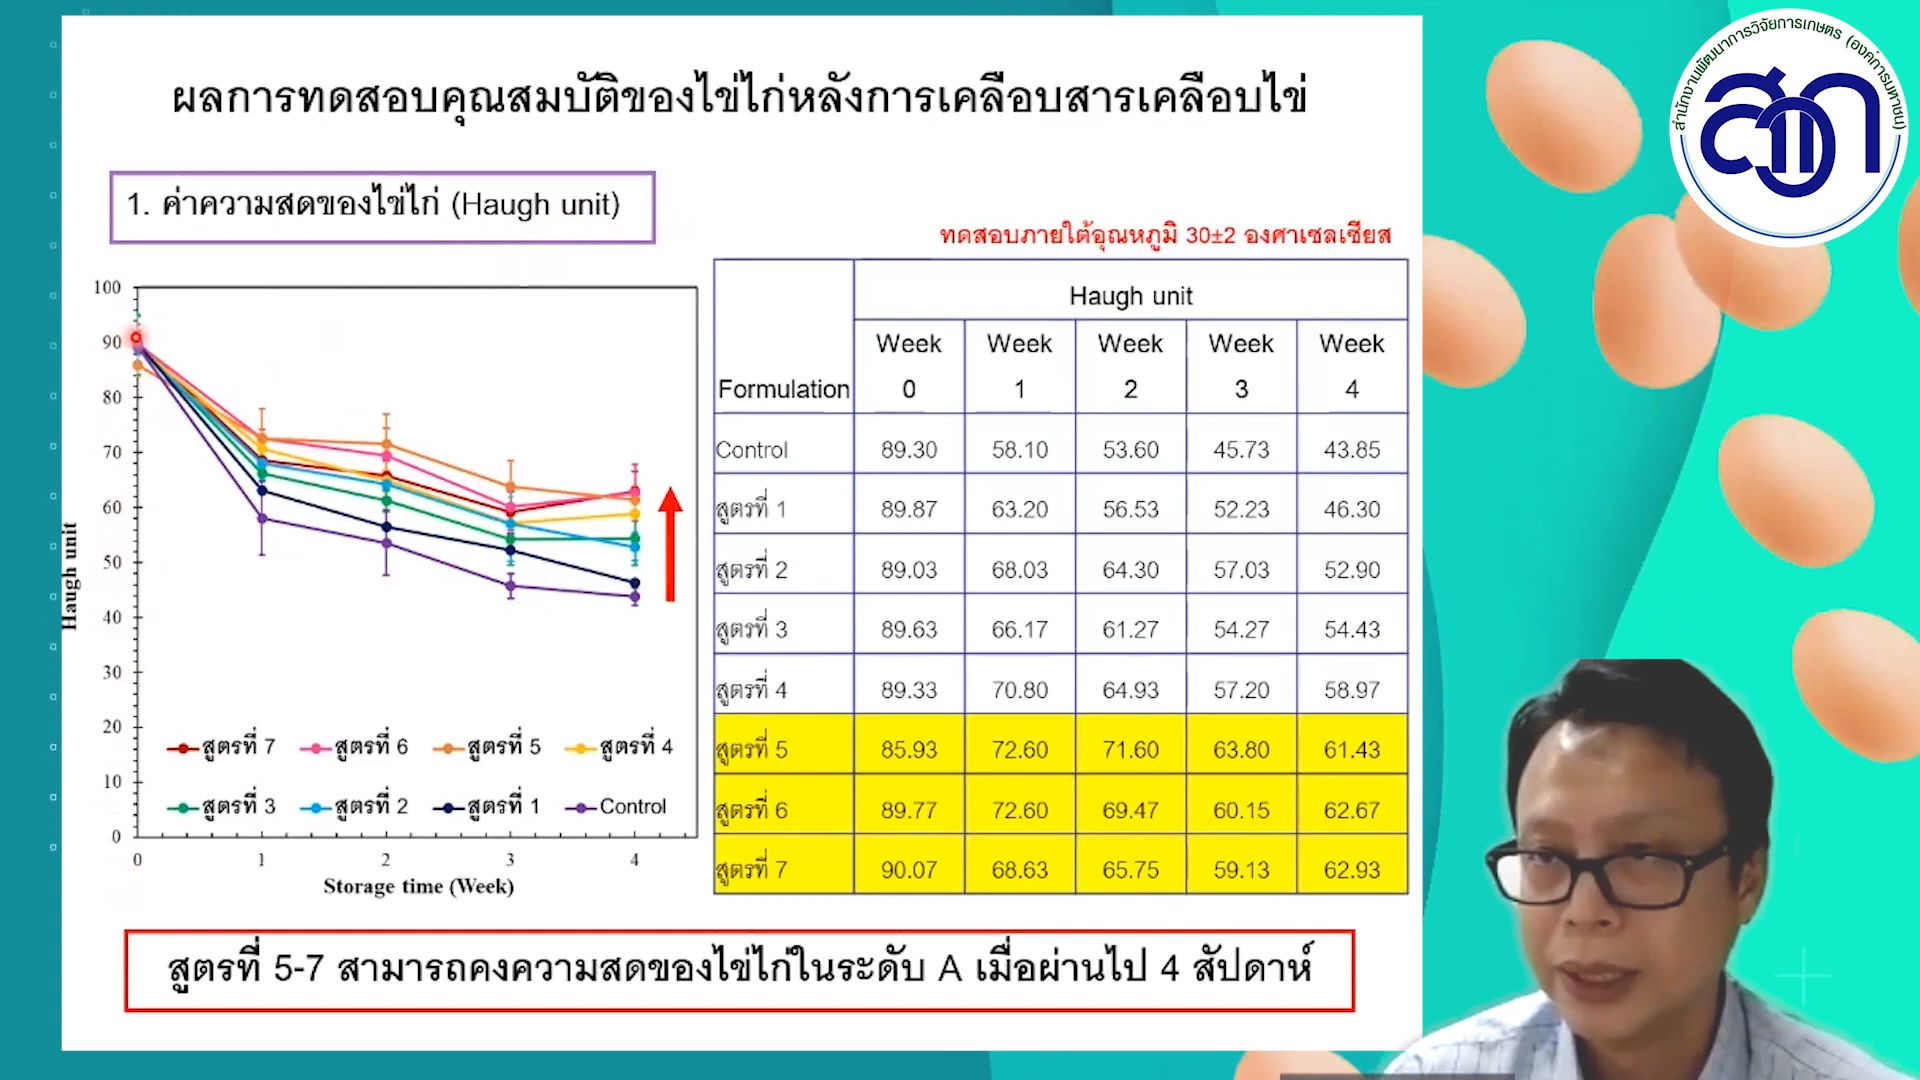 ผลการทดสอบคุณสมบัติของไข่ไก่หลังการเคลือบสารเคลือบไข่
สำนักงานพัฒนาการวิจัยการเกษตร (องค์การมหาชน)
สวก
1. ค่าความสดของไข่ไก่ (Haugh unit)
ทดสอบภายใต้อุณหภูมิ 30±2 องศาเซลเซียส
100
90
80
70
60
50
40
30
20
10
0
Haugh unit
0 1 2 3 4
Storage time (Week)
สูตรที่ 7 สูตรที่ 6 สูตรที่ 5 สูตรที่ 4
สูตรที่ 3 สูตรที่ 2 สูตรที่ 1 Control
Haugh unit
Week Week Week Week Week
Formulation 0 1 2 3 4
Control 89.30 58.10 53.60 45.73 43.85
สูตรที่ 1 89.87 63.20 56.53 52.23 46.30
สูตรที่ 2 89.03 68.03 64.30 57.03 52.90
สูตรที่ 3 89.63 66.17 61.27 54.27 54.43
สูตรที่ 4 89.33 70.80 64.93 57.20 58.97
สูตรที่ 5 85.93 72.60 71.60 63.80 61.43
สูตรที่ 6 89.77 72.60 69.47 60.15 62.67
สูตรที่ 7 90.07 68.63 65.75 59.13 62.93
สูตรที่ 5-7 สามารถคงความสดของไข่ไก่ในระดับ A เมื่อผ่านไป 4 สัปดาห์